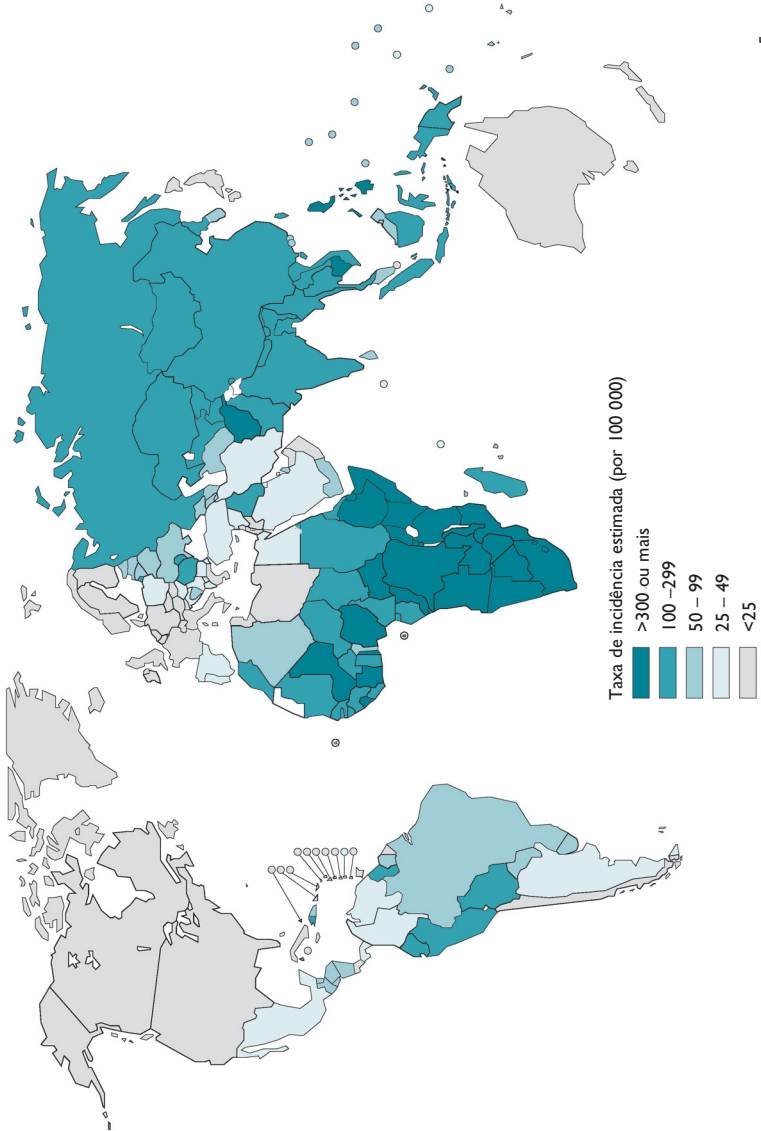 Taxa de incidência estimada (por 100 000)
>300 ou mais
100 –299
50 – 99
25 – 49
<25